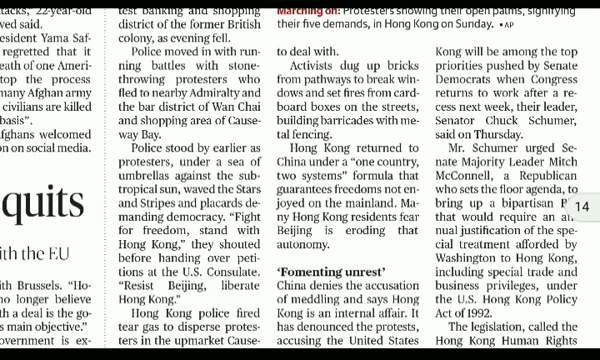 tacks, 22-year-old
ved said.
esident Yama Saf-
regretted that it
eath of one Ameri-
top the process
many Afghan army
civilians are killed
basis”.
fghans welcomed
on on social media.
quits
ith the EU
ith Brussels. “Ho-
no longer believe
ith a deal is the go-
s main objective.”
overnment is ex-
test banking and shopping
district of the former British
colony, as evening fell.
Police moved in with run-
ning battles with stone-
throwing protesters who
fled to nearby Admiralty and
the bar district of Wan Chai
and shopping area of Cause-
way Bay.
Police stood by earlier as
protesters, under a sea of
umbrellas against the sub-
tropical sun, waved the Stars
and Stripes and placards de-
manding democracy. “Fight
for freedom, stand with
Hong Kong,” they shouted
before handing over peti-
tions at the U.S. Consulate.
“Resist Beijing, liberate
Hong Kong.”
Hong Kong police fired
tear gas to disperse protes-
ters in the upmarket Cause-
Marching on: Protesters showing their open palms, signifying
their five demands, in Hong Kong on Sunday. • AP
to deal with.
Activists dug up bricks
from pathways to break win-
dows and set fires from card-
board boxes on the streets,
building barricades with me-
tal fencing.
Hong Kong returned to
China under a “one country,
two systems” formula that
guarantees freedoms not en-
joyed on the mainland. Ma-
ny Hong Kong residents fear
Beijing is eroding that
autonomy.
‘Fomenting unrest’
China denies the accusation
of meddling and says Hong
Kong is an internal affair. It
has denounced the protests,
accusing the United States
Kong will be among the top
priorities pushed by Senate
Democrats when Congress
returns to work after a re-
cess next week, their leader,
Senator Chuck Schumer,
said on Thursday.
Mr. Schumer urged Se-
nate Majority Leader Mitch
McConnell, a Republican
who sets the floor agenda, to
bring up a bipartisan
that would require an an-
nual justification of the spe-
cial treatment afforded by
Washington to Hong Kong,
including special trade and
business privileges, under
the U.S. Hong Kong Policy
Act of 1992.
The legislation, called the
Hong Kong Human Rights
14